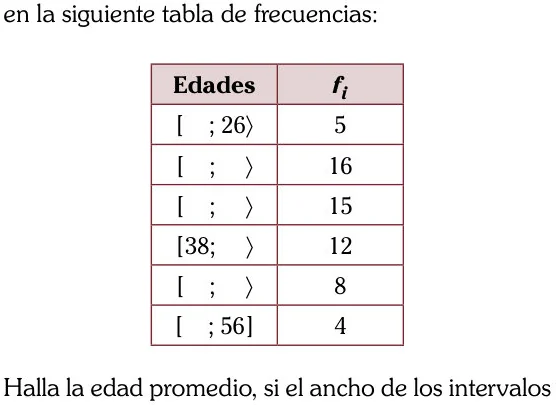 en la siguiente tabla de frecuencias:
Edades fi
[ ; 26⟩ 5
[ ; ⟩ 16
[ ; ⟩ 15
[38; ⟩ 12
[ ; ⟩ 8
[ ; 56] 4
Halla la edad promedio, si el ancho de los intervalos